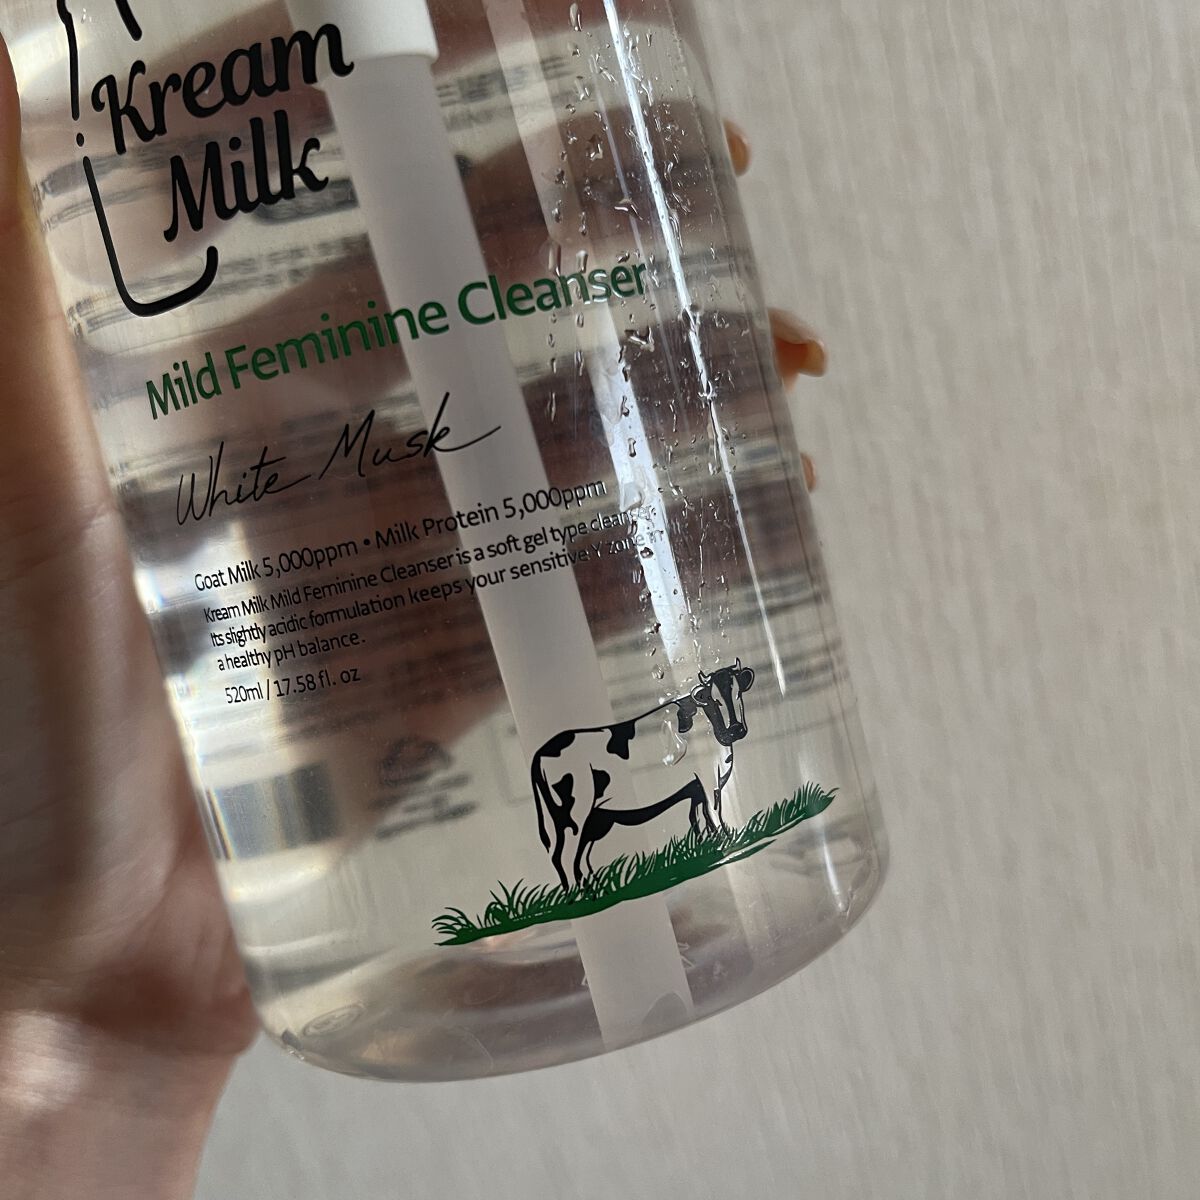 Kream
Milk
Mild Feminine Cleanser
White Musk
Goat Milk 5,000ppm • Milk Protein 5,000ppm
Kream Milk Mild Feminine Cleanser is a soft gel type cleanser.
Its slightly acidic formulation keeps your sensitive Y zone in
a healthy pH balance.
520ml / 17.58 fl. oz